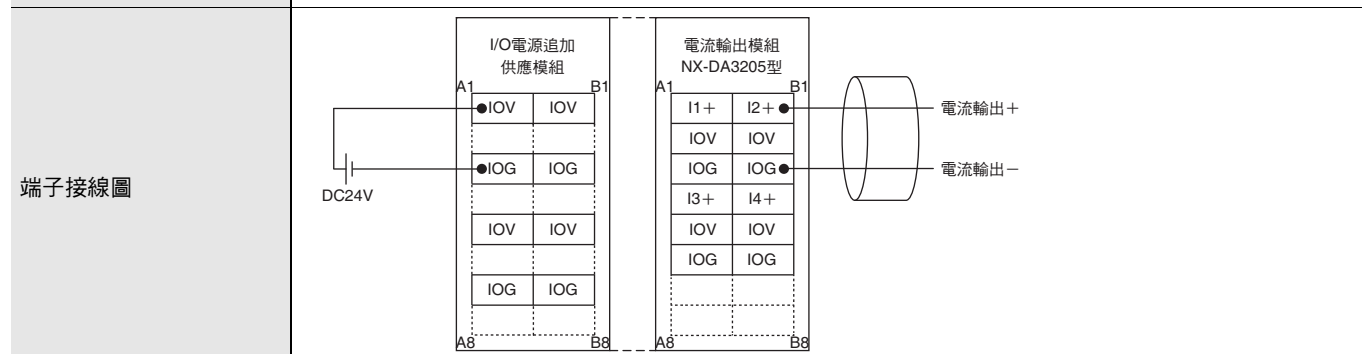 端子接線圖
DC24V
I/O電源追加
供應模組
A1 B1
IOV IOV
IOG IOG
IOV IOV
IOG IOG
A8 B8
電流輸出模組
NX-DA3205型
A1 B1
I1+ I2+
IOV IOV
IOG IOG
I3+ I4+
IOV IOV
IOG IOG
A8 B8
電流輸出+
電流輸出-